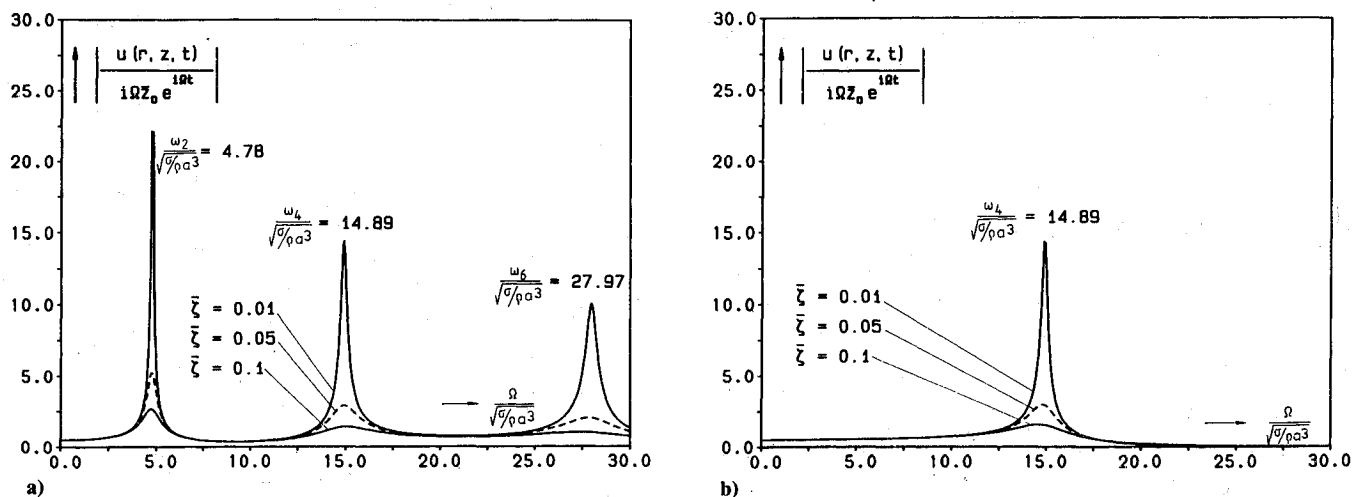 30.0
25.0
20.0
15.0
10.0
5.0
0.0
| u(r, z, t) / iΩz̄₀e^iΩt |
ω₂/√σ/ρa³ = 4.78
ω₄/√σ/ρa³ = 14.89
ω₆/√σ/ρa³ = 27.97
ζ̄ = 0.01
ζ̄ = 0.05
ζ̄ = 0.1
Ω/√σ/ρa³
0.0 5.0 10.0 15.0 20.0 25.0 30.0
a)
30.0
25.0
20.0
15.0
10.0
5.0
0.0
| u(r, z, t) / iΩz̄₀e^iΩt |
ω₄/√σ/ρa³ = 14.89
ζ̄ = 0.01
ζ̄ = 0.05
ζ̄ = 0.1
Ω/√σ/ρa³
0.0 5.0 10.0 15.0 20.0 25.0 30.0
b)